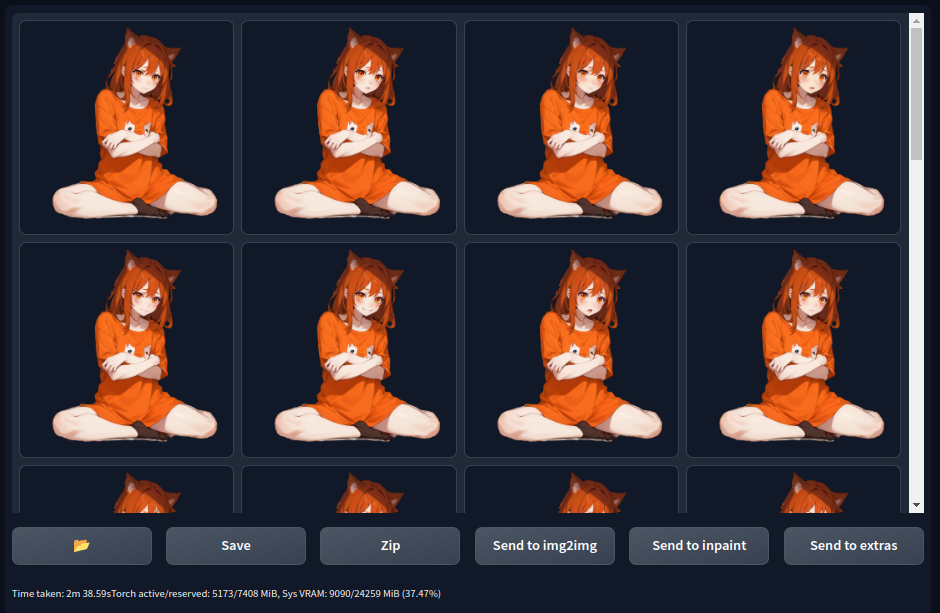 Save
Zip
Send to img2img
Send to inpaint
Send to extras
Time taken: 2m 38.59sTorch active/reserved: 5173/7408 MiB, Sys VRAM: 9090/24259 MiB (37.47%)